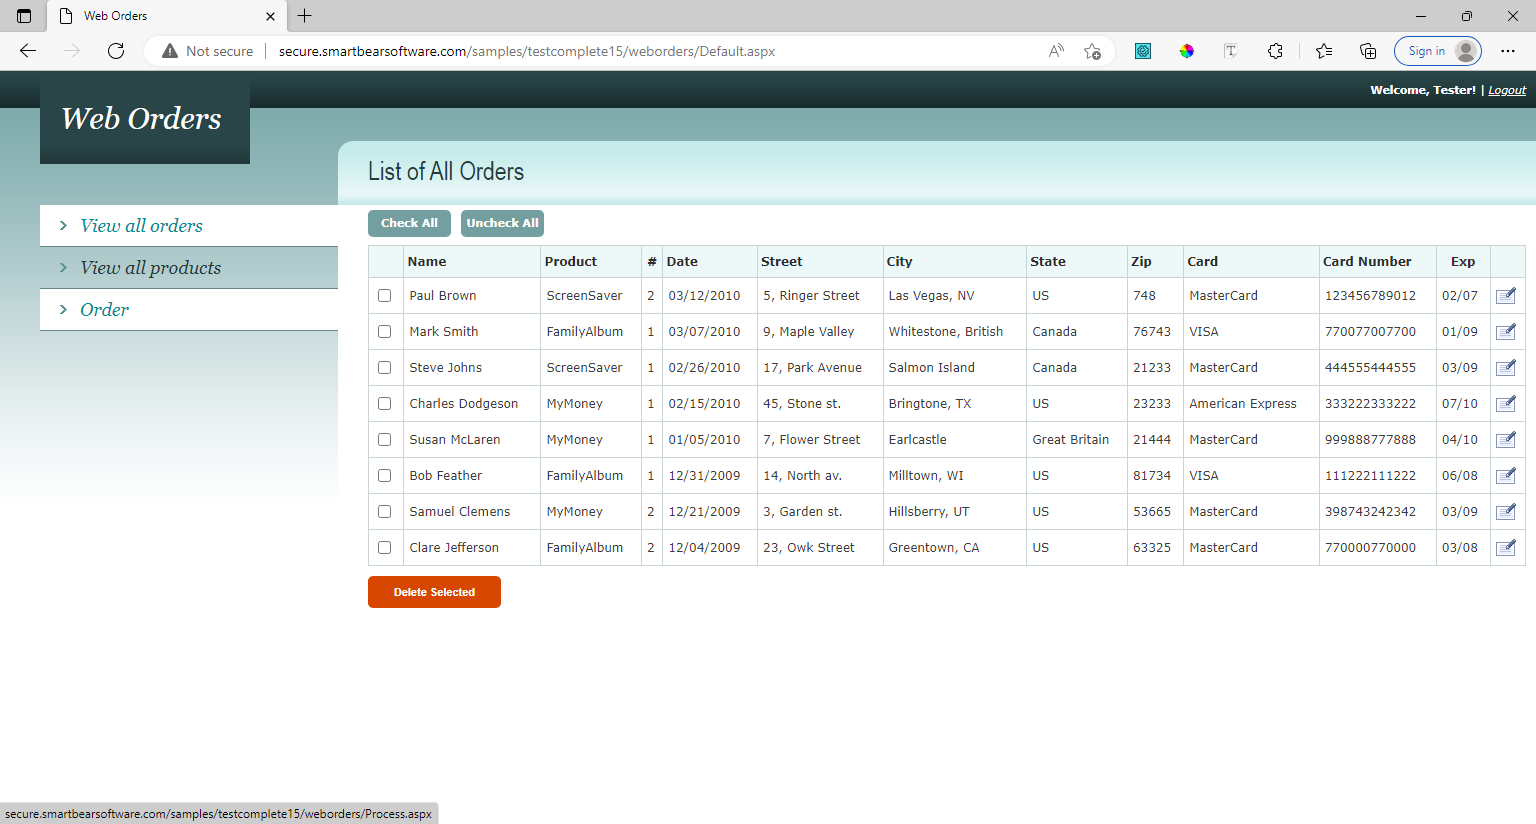 Web Orders
Not secure secure.smartbearsoftware.com/samples/testcomplete15/weborders/Default.aspx A T Sign in
Welcome, Tester! | Logout
Web Orders
List of All Orders
View all orders
View all products
Order
Check All Uncheck All
Name Product # Date Street City State Zip Card Card Number Exp
Paul Brown ScreenSaver 2 03/12/2010 5, Ringer Street Las Vegas, NV US 748 MasterCard 123456789012 02/07
Mark Smith FamilyAlbum 1 03/07/2010 9, Maple Valley Whitestone, British Canada 76743 VISA 770077007700 01/09
Steve Johns ScreenSaver 1 02/26/2010 17, Park Avenue Salmon Island Canada 21233 MasterCard 444555444555 03/09
Charles Dodgeson MyMoney 1 02/15/2010 45, Stone st. Bringtone, TX US 23233 American Express 333222333222 07/10
Susan McLaren MyMoney 1 01/05/2010 7, Flower Street Earlcastle Great Britain 21444 MasterCard 999888777888 04/10
Bob Feather FamilyAlbum 1 12/31/2009 14, North av. Milltown, WI US 81734 VISA 111222111222 06/08
Samuel Clemens MyMoney 2 12/21/2009 3, Garden st. Hillsberry, UT US 53665 MasterCard 398743242342 03/09
Clare Jefferson FamilyAlbum 2 12/04/2009 23, Owk Street Greentown, CA US 63325 MasterCard 770000770000 03/08
Delete Selected
secure.smartbearsoftware.com/samples/testcomplete15/weborders/Process.aspx